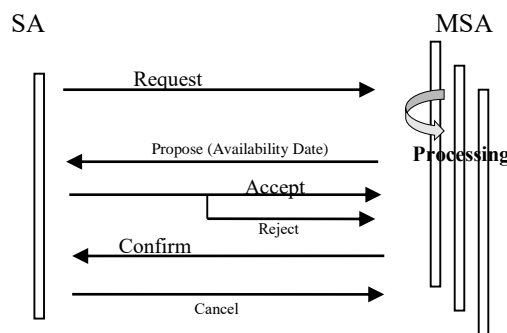 SA
MSA
Request
Propose (Availability Date)
Processing
Accept
Reject
Confirm
Cancel